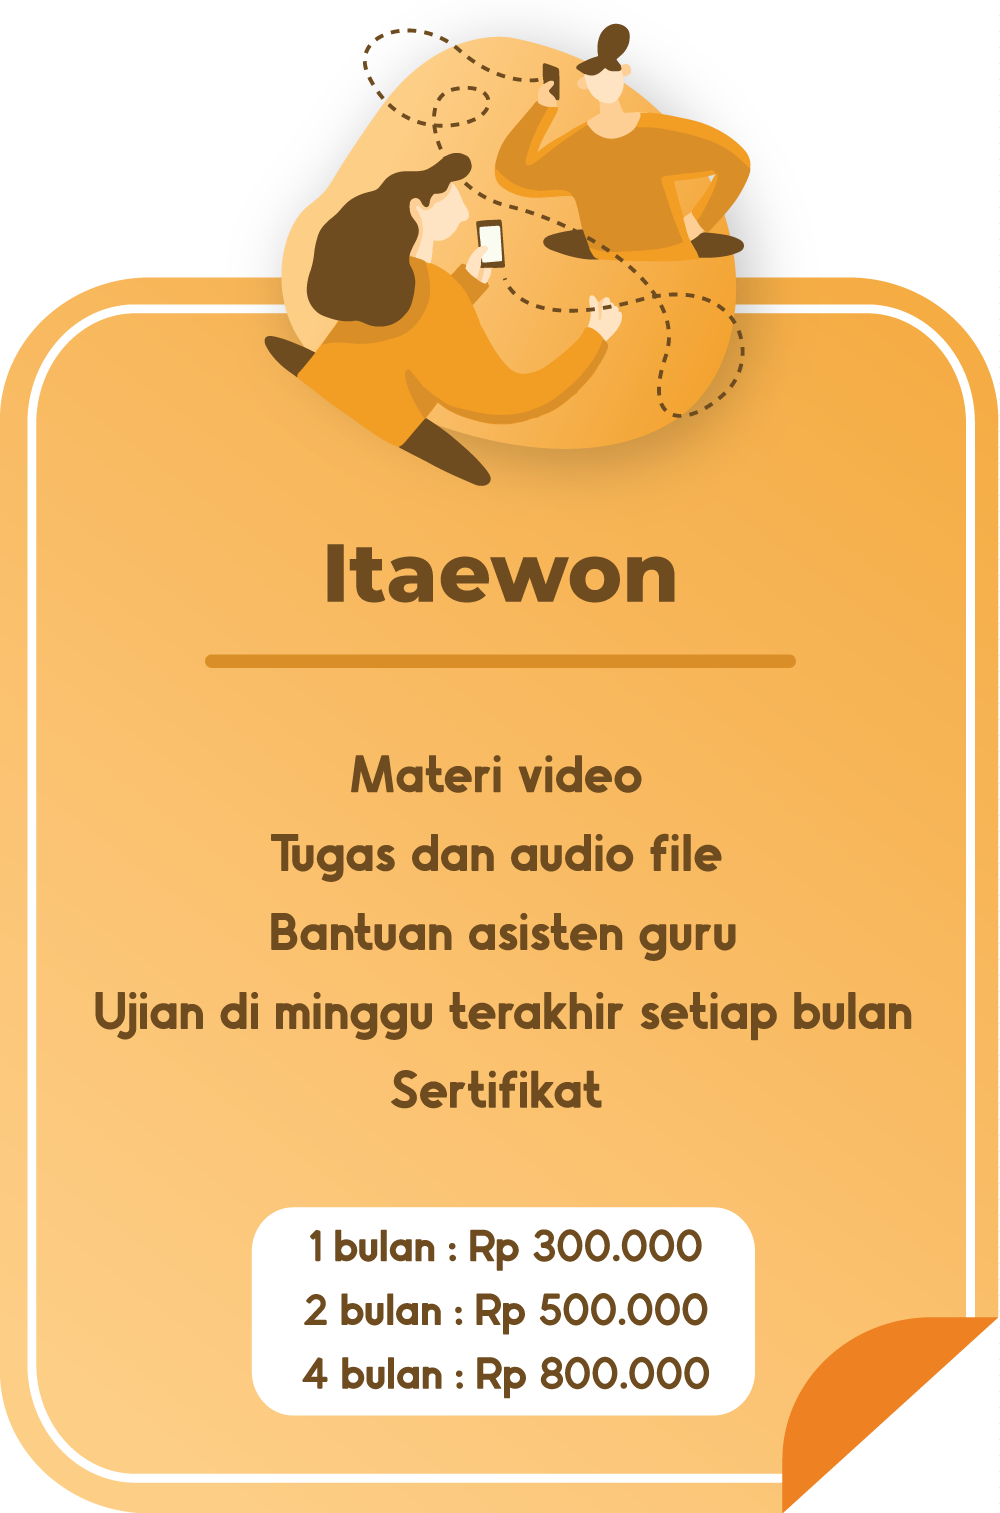 Itaewon
Materi video
Tugas dan audio file
Bantuan asisten guru
Ujian di minggu terakhir setiap bulan
Sertifikat
1 bulan : Rp 300.000
2 bulan : Rp 500.000
4 bulan : Rp 800.000